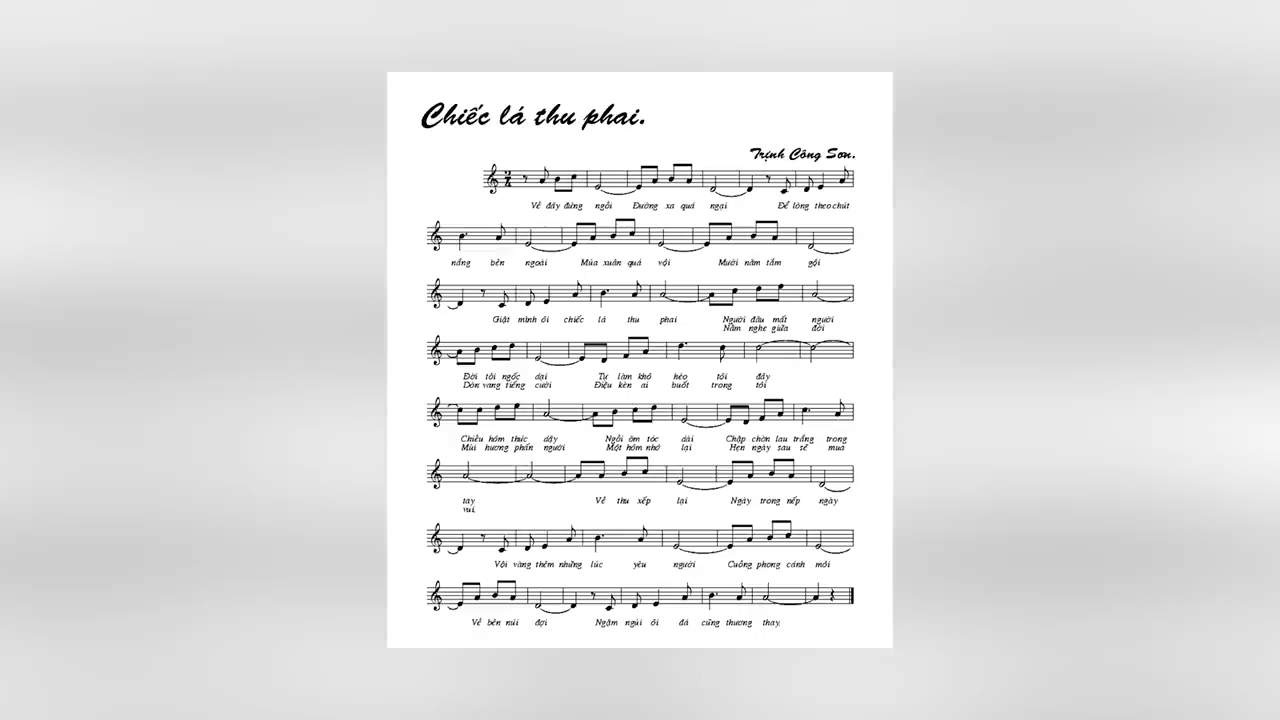 Chiếc lá thu phai.
Trịnh Công Sơn.
2
4
Về đây đứng ngồi Đường xa quá ngại Để lòng theo chút
nắng bên ngoài Mùa xuân quá vội Mười năm tắm gội
Giật mình ôi chiếc lá thu phai Người đâu mất người
Nằm nghe giữa đời
Đời tôi ngốc dại Tự làm khô héo tôi đây
Dòn vang tiếng cười Điệu kèn ai buốt trong tôi
Chiều hôm thức dậy Ngồi ôm tóc dài Chập chờn lau trắng trong
Mùi hương phấn người Một hôm nhớ lại Hẹn ngày sau sẽ mua
tay Về thu xếp lại Ngày trong nếp ngày
vui.
Vội vàng thêm những lúc yêu người Cuồng phong cánh mỏi
Về bên núi đợi Ngậm ngùi ôi đá cũng thương thay.